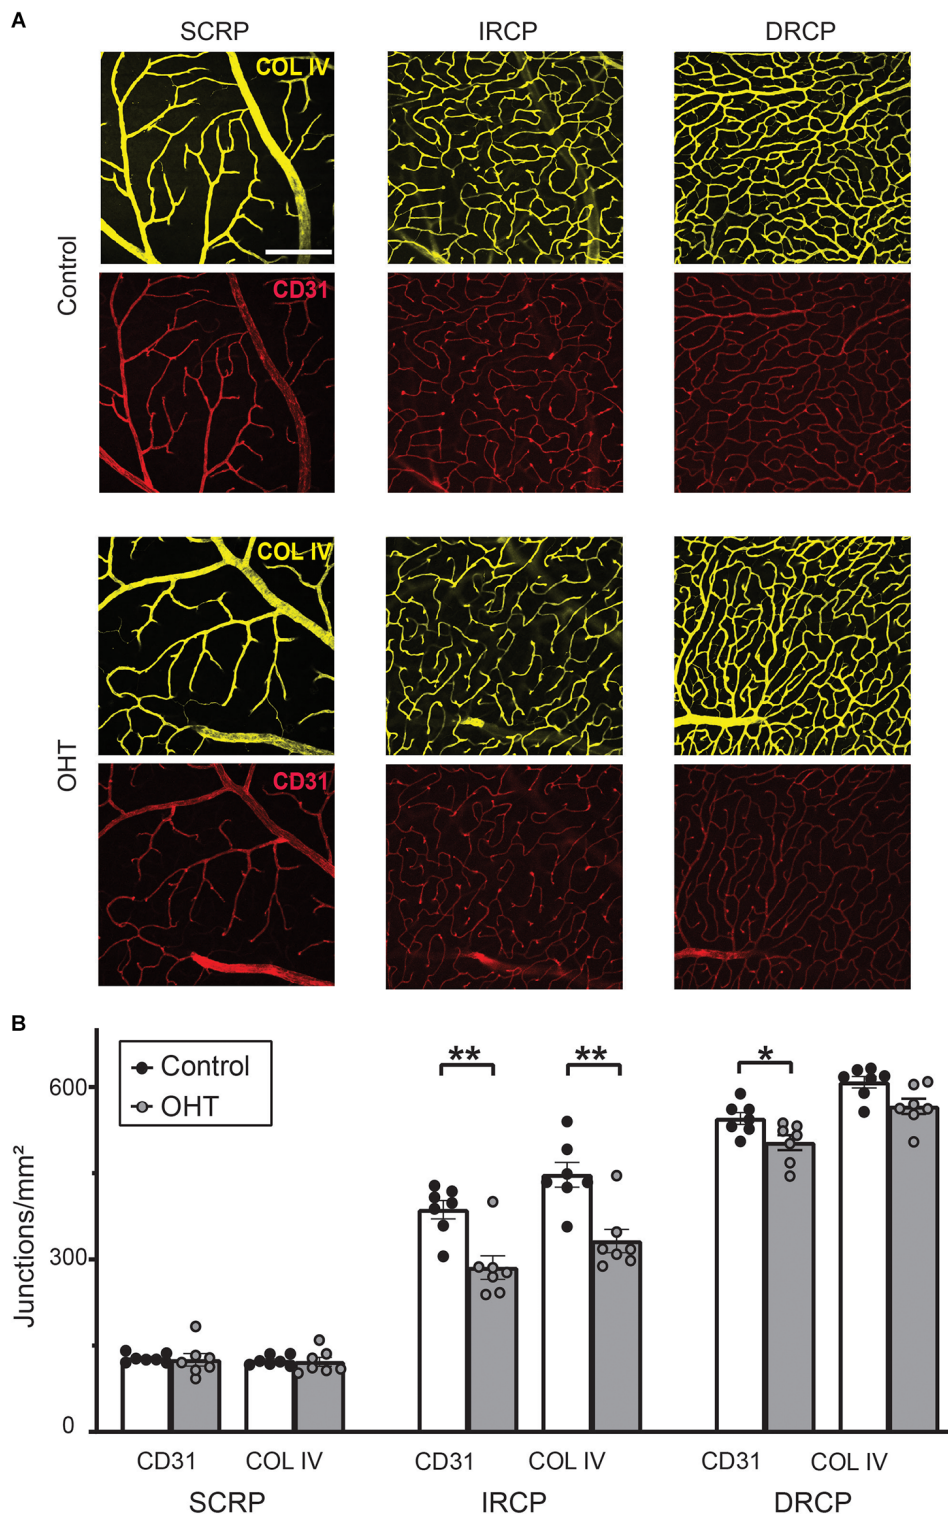 A
SCRP IRCP DRCP
COL IV
Control
CD31
COL IV
OHT
CD31
B
Junctions/mm²
600
300
0
Control
OHT
** ** *
CD31 COL IV CD31 COL IV CD31 COL IV
SCRP IRCP DRCP